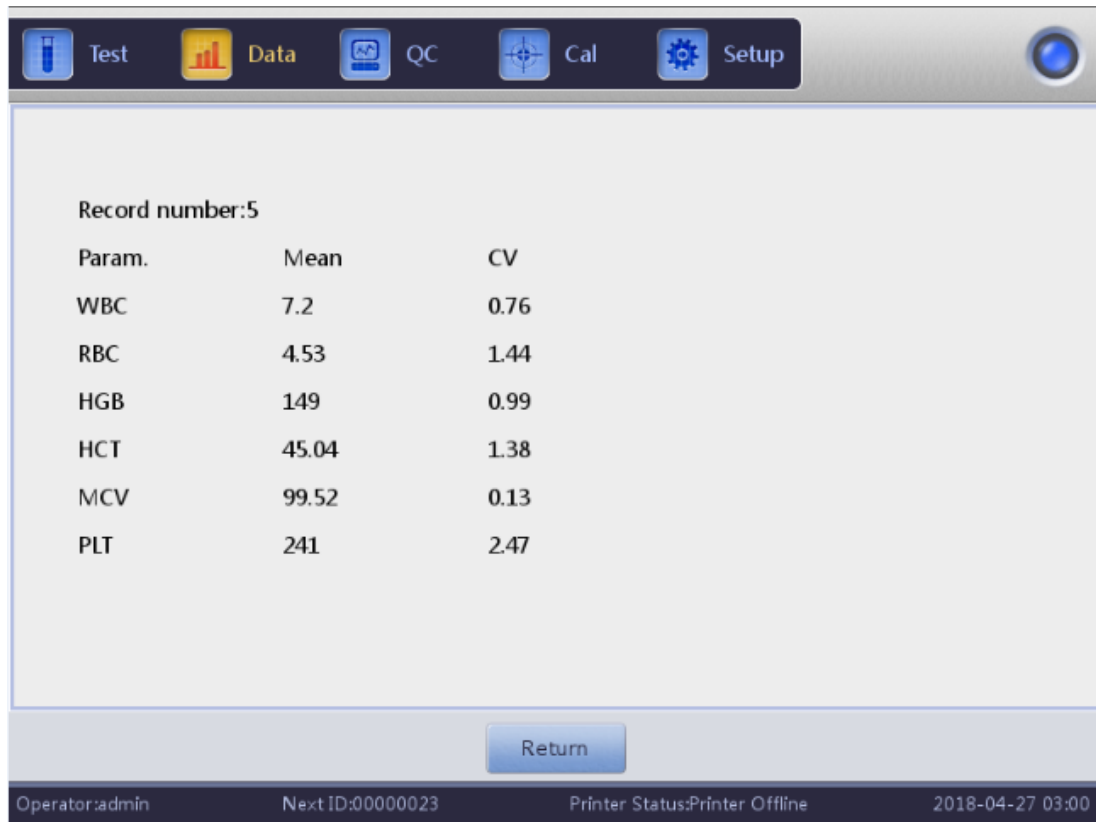 Test Data QC Cal Setup
Record number:5
Param. Mean CV
WBC 7.2 0.76
RBC 4.53 1.44
HGB 149 0.99
HCT 45.04 1.38
MCV 99.52 0.13
PLT 241 2.47
Return
Operator:admin Next ID:00000023 Printer Status:Printer Offline 2018-04-27 03:00